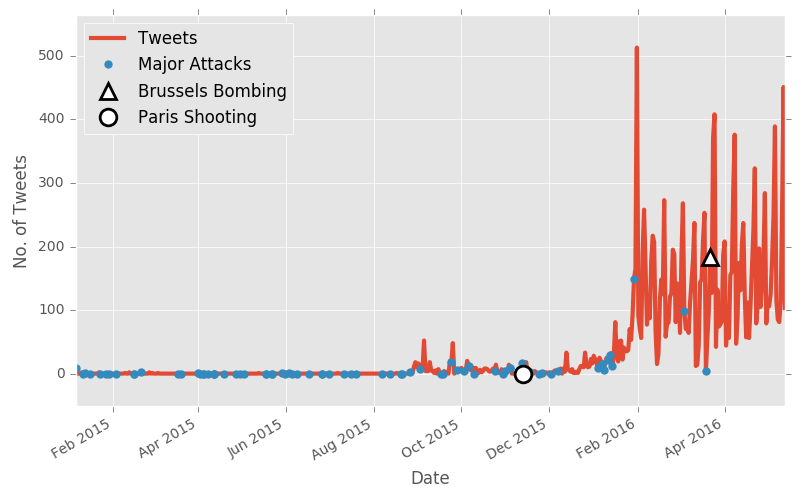 Tweets
Major Attacks
Brussels Bombing
Paris Shooting
500
400
300
200
100
0
No. of Tweets
Feb 2015
Apr 2015
Jun 2015
Aug 2015
Oct 2015
Dec 2015
Feb 2016
Apr 2016
Date